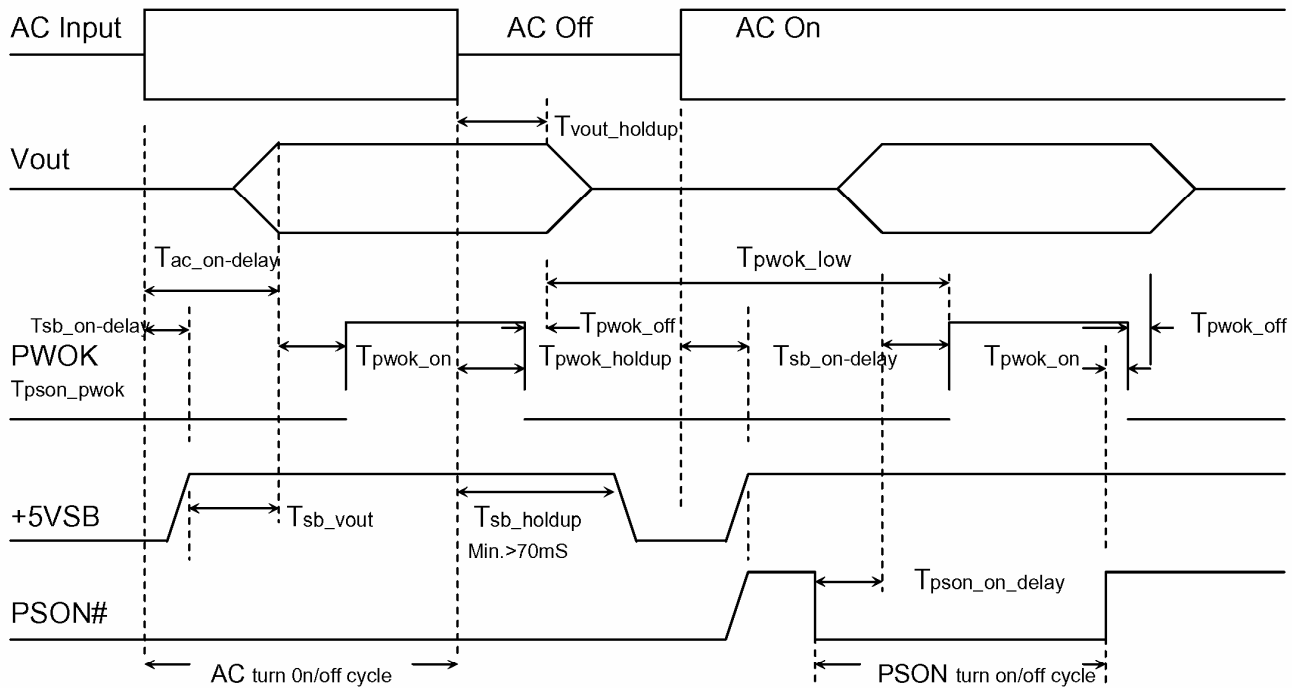 AC Input
AC Off
AC On
Tvout_holdup
Vout
Tac_on-delay
Tpwok_low
Tsb_on-delay
Tpwok_off
Tpwok_off
PWOK
Tpwok_on
Tpwok_holdup
Tsb_on-delay
Tpwok_on
Tpson_pwok
+5VSB
Tsb_vout
Tsb_holdup
Min.>70mS
Tpson_on_delay
PSON#
AC turn 0n/off cycle
PSON turn on/off cycle